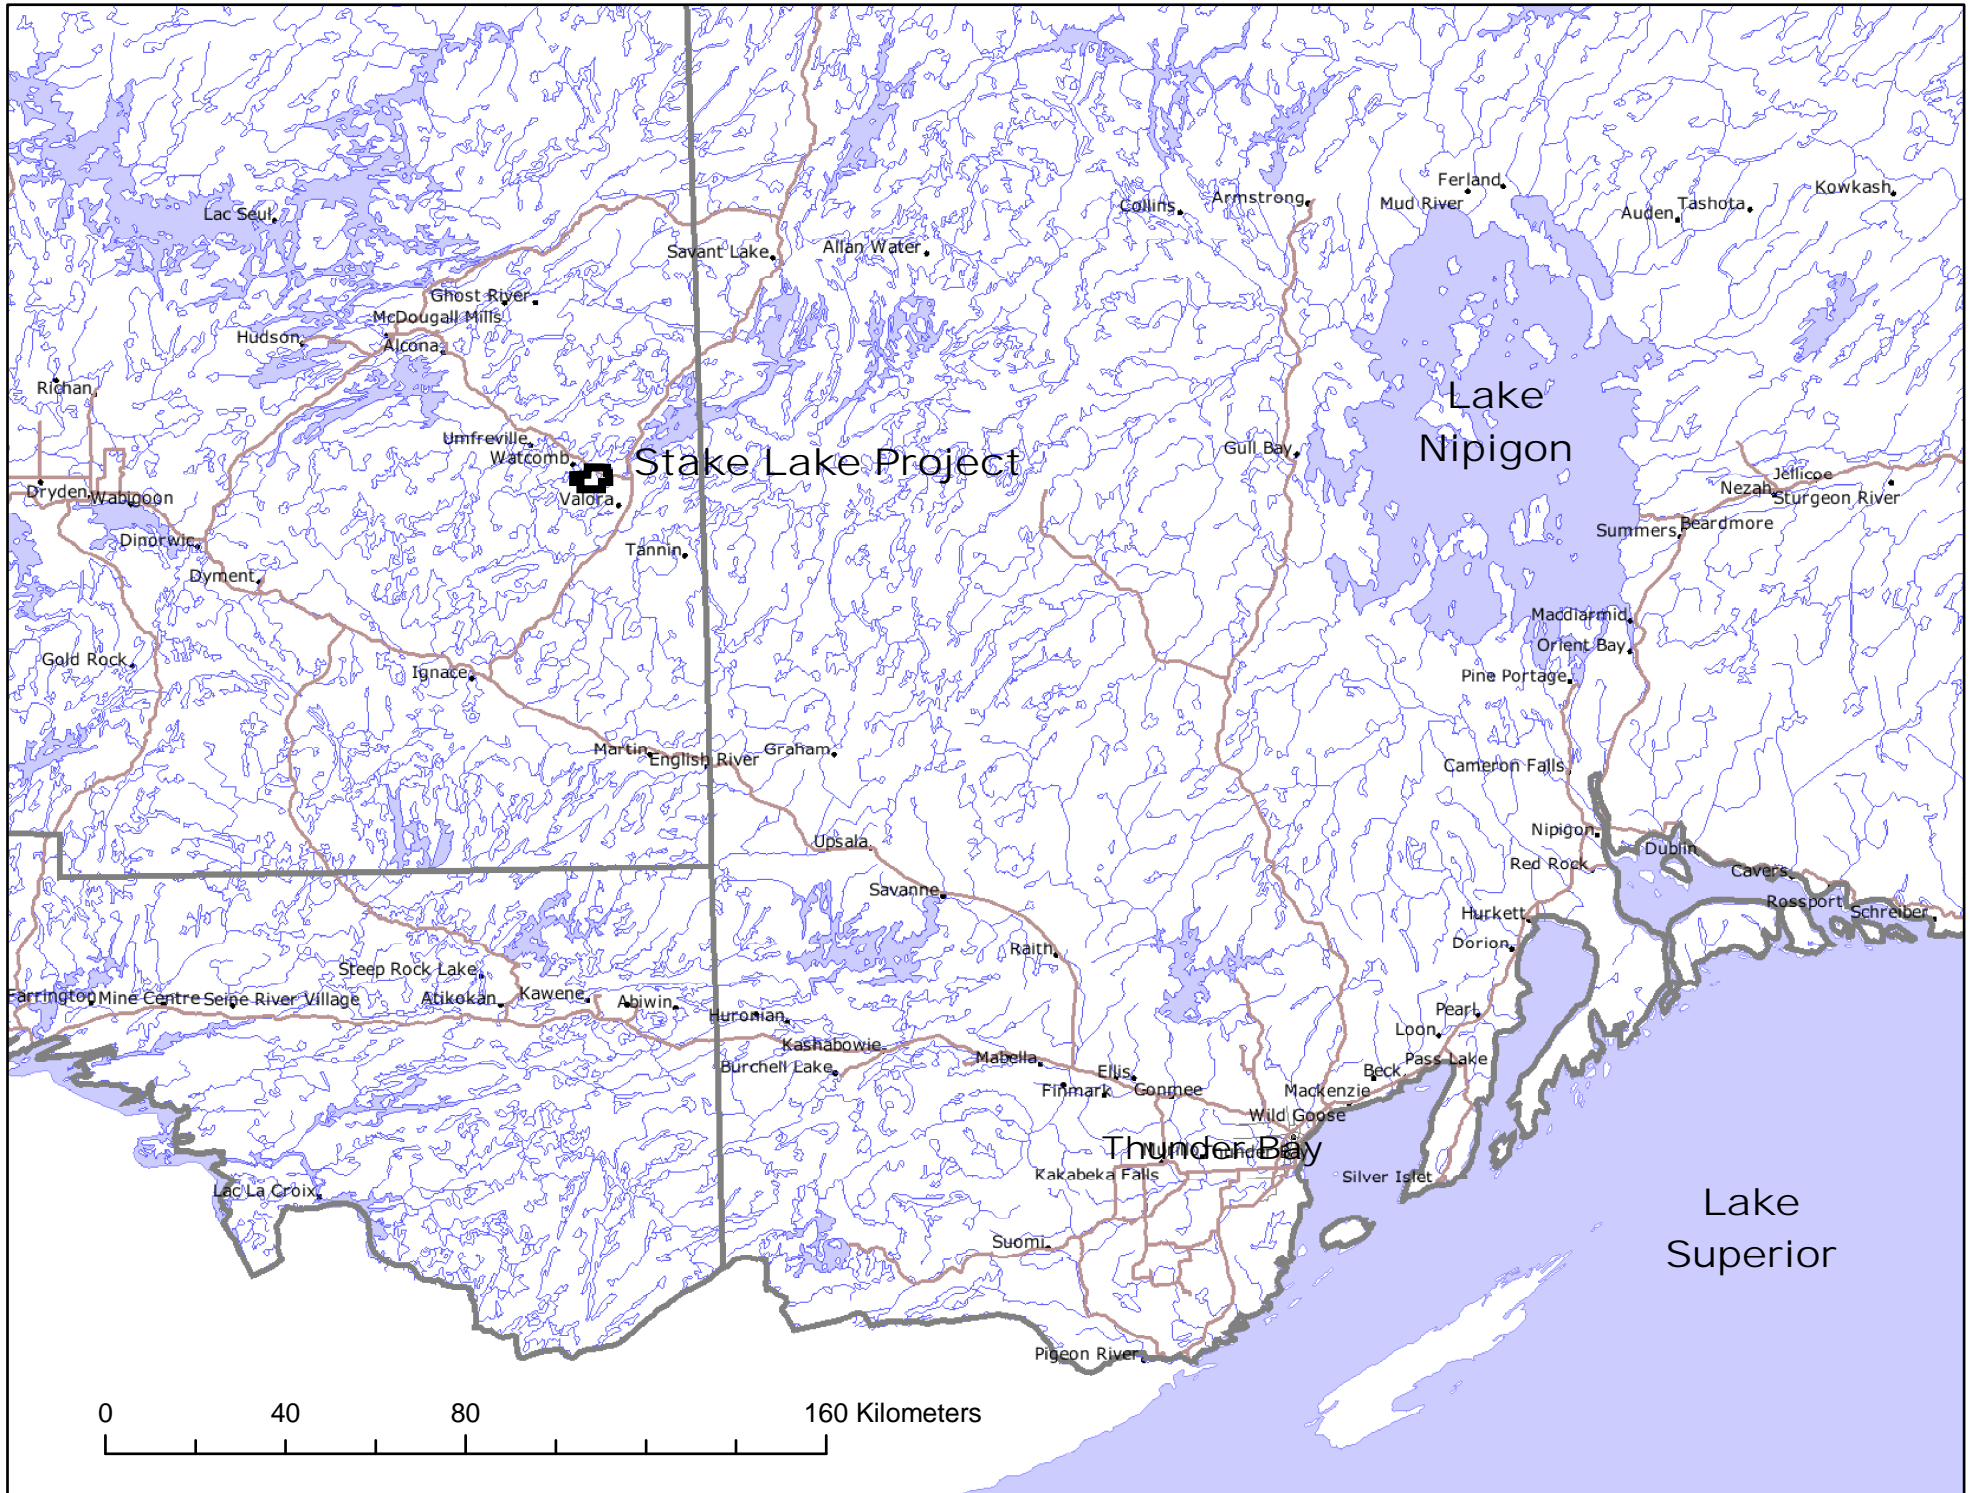 Ferland
Kowkash
Armstrong
Mud River
Collins
Tashota
Lac Seul
Auden
Savant Lake
Allan Water
Ghost River
McDougall Mills
Hudson
Alcona
Richan
Lake
Nipigon
Umfreville
Watcomb
Stake Lake Project
Gull Bay
Jellicoe
Nezah
Dryden
Wabigoon
Valora
Sturgeon River
Beardmore
Summers
Dinorwic
Tannin
Dyment
Macdiarmid
Orient Bay
Gold Rock
Ignace
Pine Portage
Martin
English River
Graham
Cameron Falls
Nipigon
Upsala
Dublin
Red Rock
Cavers
Savanne
Rossport
Hurkett
Schreiber
Dorion
Raith
Steep Rock Lake
Farrington
Mine Centre
Seine River Village
Atikokan
Kawene
Abiwin
Huronian
Pearl
Loon
Kashabowie
Mabella
Pass Lake
Burchell Lake
Ellis
Beck
Finmark
Conmee
Mackenzie
Wild Goose
Thunder Bay
Murillo
Thunder Bay
Kakabeka Falls
Silver Islet
Lac La Croix
Lake
Superior
Suomi
Pigeon River
0 40 80 160 Kilometers